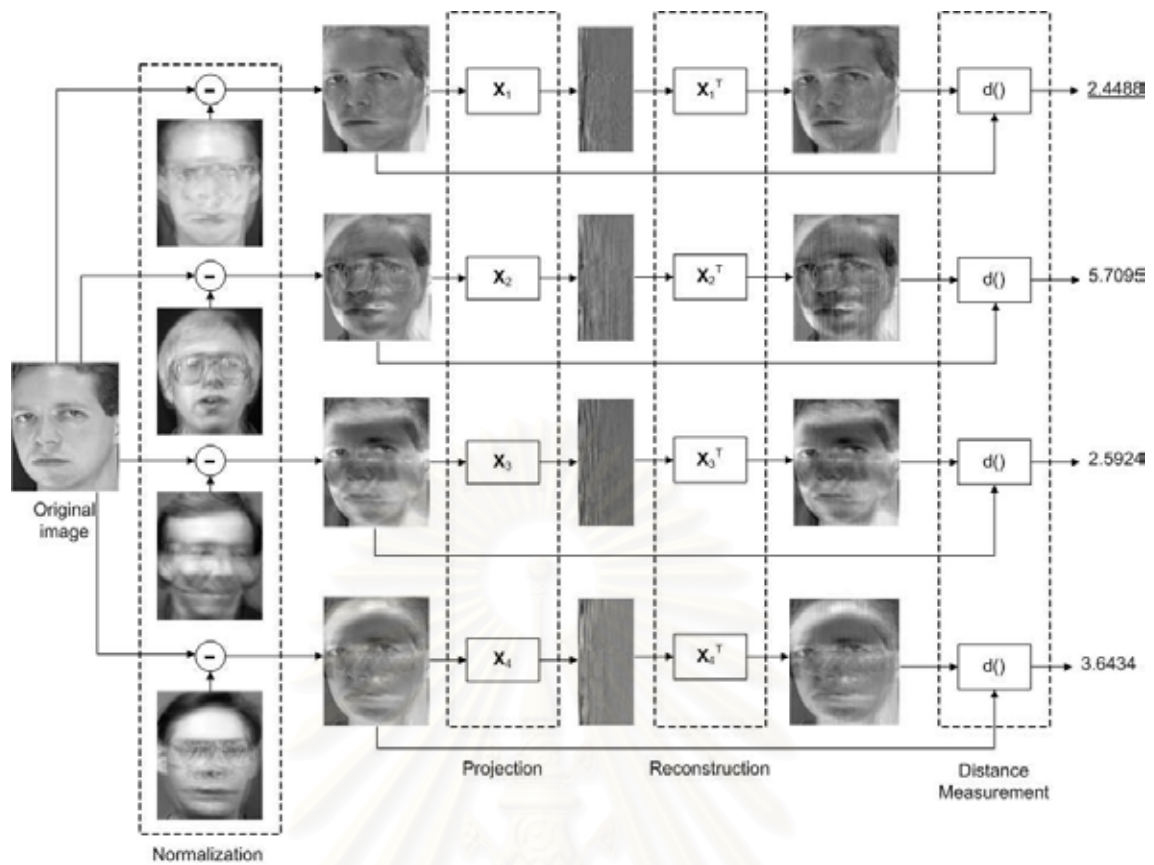 X₁
X₁ᵀ
d()
2.4488
X₂
X₂ᵀ
d()
5.7095
Original
image
X₃
X₃ᵀ
d()
2.5924
X₄
X₄ᵀ
d()
3.6434
Projection
Reconstruction
Distance
Measurement
Normalization